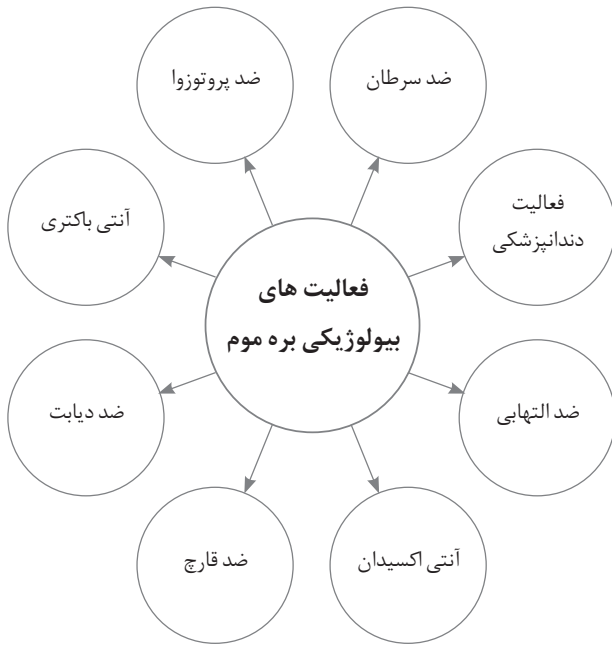 ضد سرطان
ضد پروتوزوا
فعالیت
دندانپزشکی
آنتی باکتری
فعالیت های
بیولوژیکی بره موم
ضد التهابی
ضد دیابت
آنتی اکسیدان
ضد قارچ